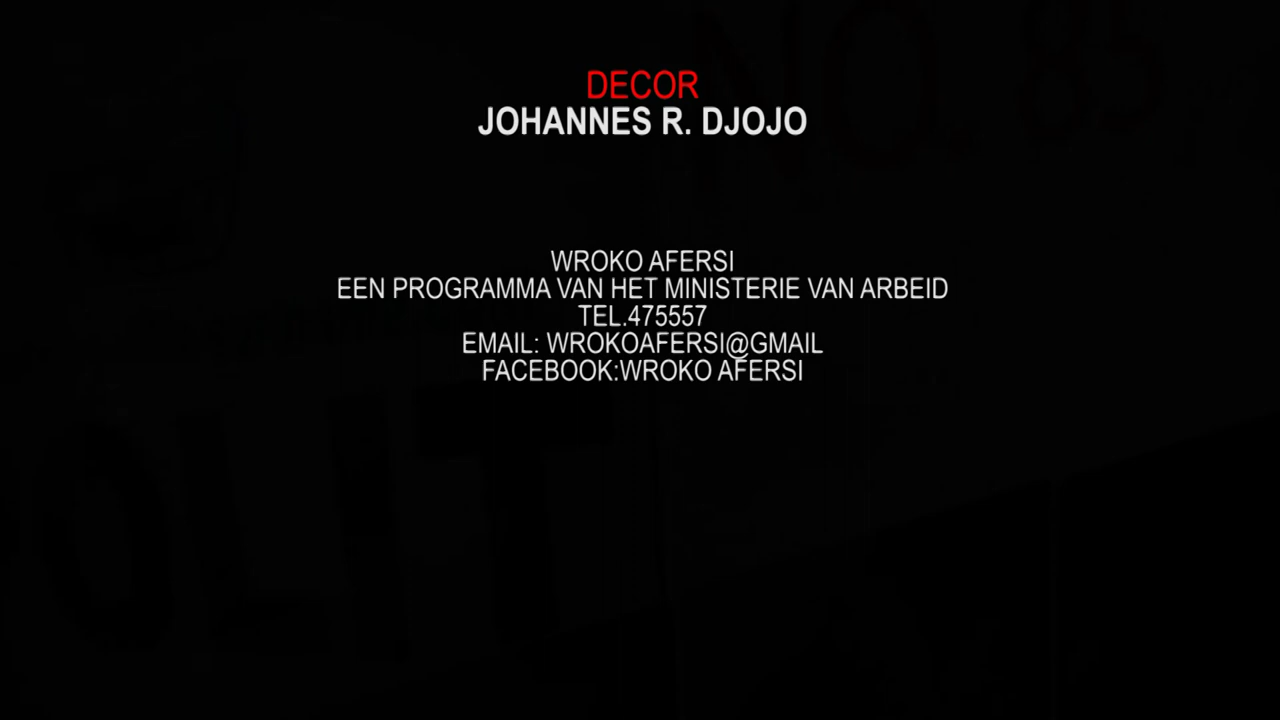 DECOR
JOHANNES R. DJOJO
WROKO AFERSI
EEN PROGRAMMA VAN HET MINISTERIE VAN ARBEID
TEL.475557
EMAIL: WROKOAFERSI@GMAIL
FACEBOOK:WROKO AFERSI